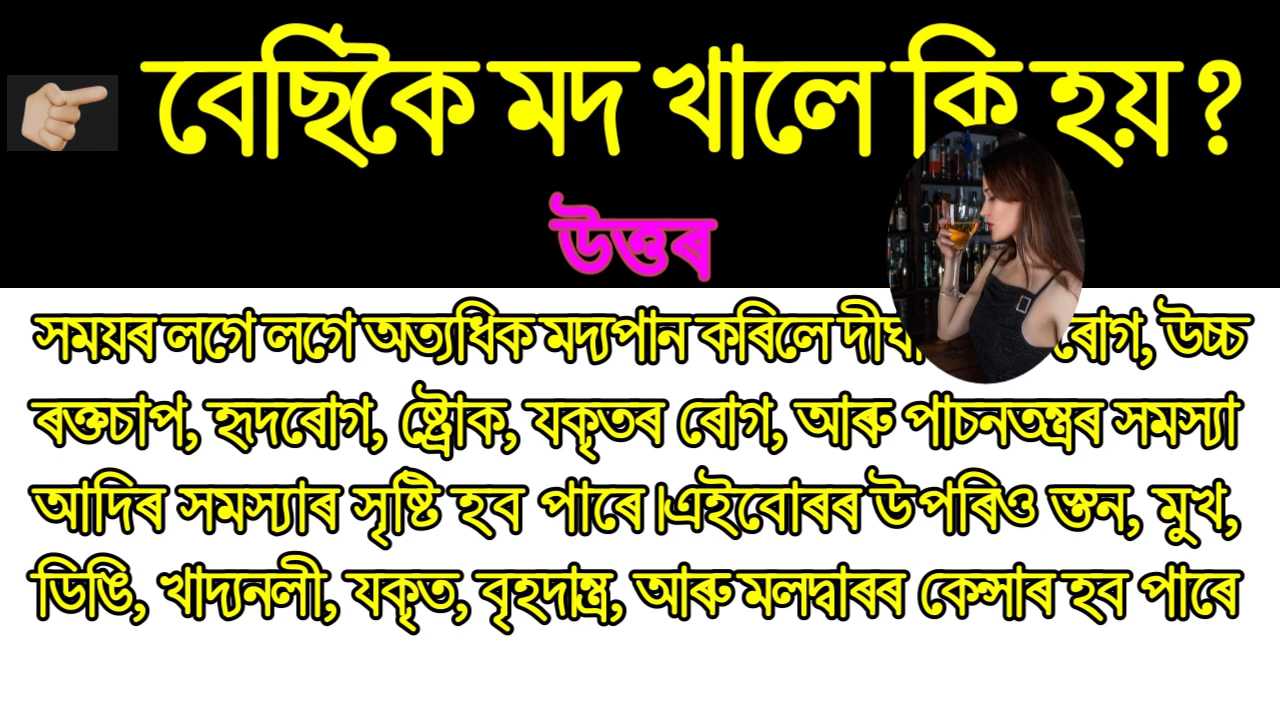 বেছিকৈ মদ খালে কি হয় ?
উত্তৰ
সময়ৰ লগে লগে অত্যধিক মদ্যপান কৰিলে ৰোগ, উচ্চ
ৰক্তচাপ, হৃদৰোগ, ষ্ট্ৰোক, যকৃতৰ ৰোগ, আৰু পাচনতন্ত্ৰৰ সমস্যা
আদিৰ সমস্যাৰ সৃষ্টি হব পাৰে।এইবোৰৰ উপৰিও স্তন, মুখ,
ডিঙি, খাদ্যনলী, যকৃত, বৃহদান্ত্ৰ, আৰু মলদ্বাৰৰ কেন্সাৰ হব পাৰে